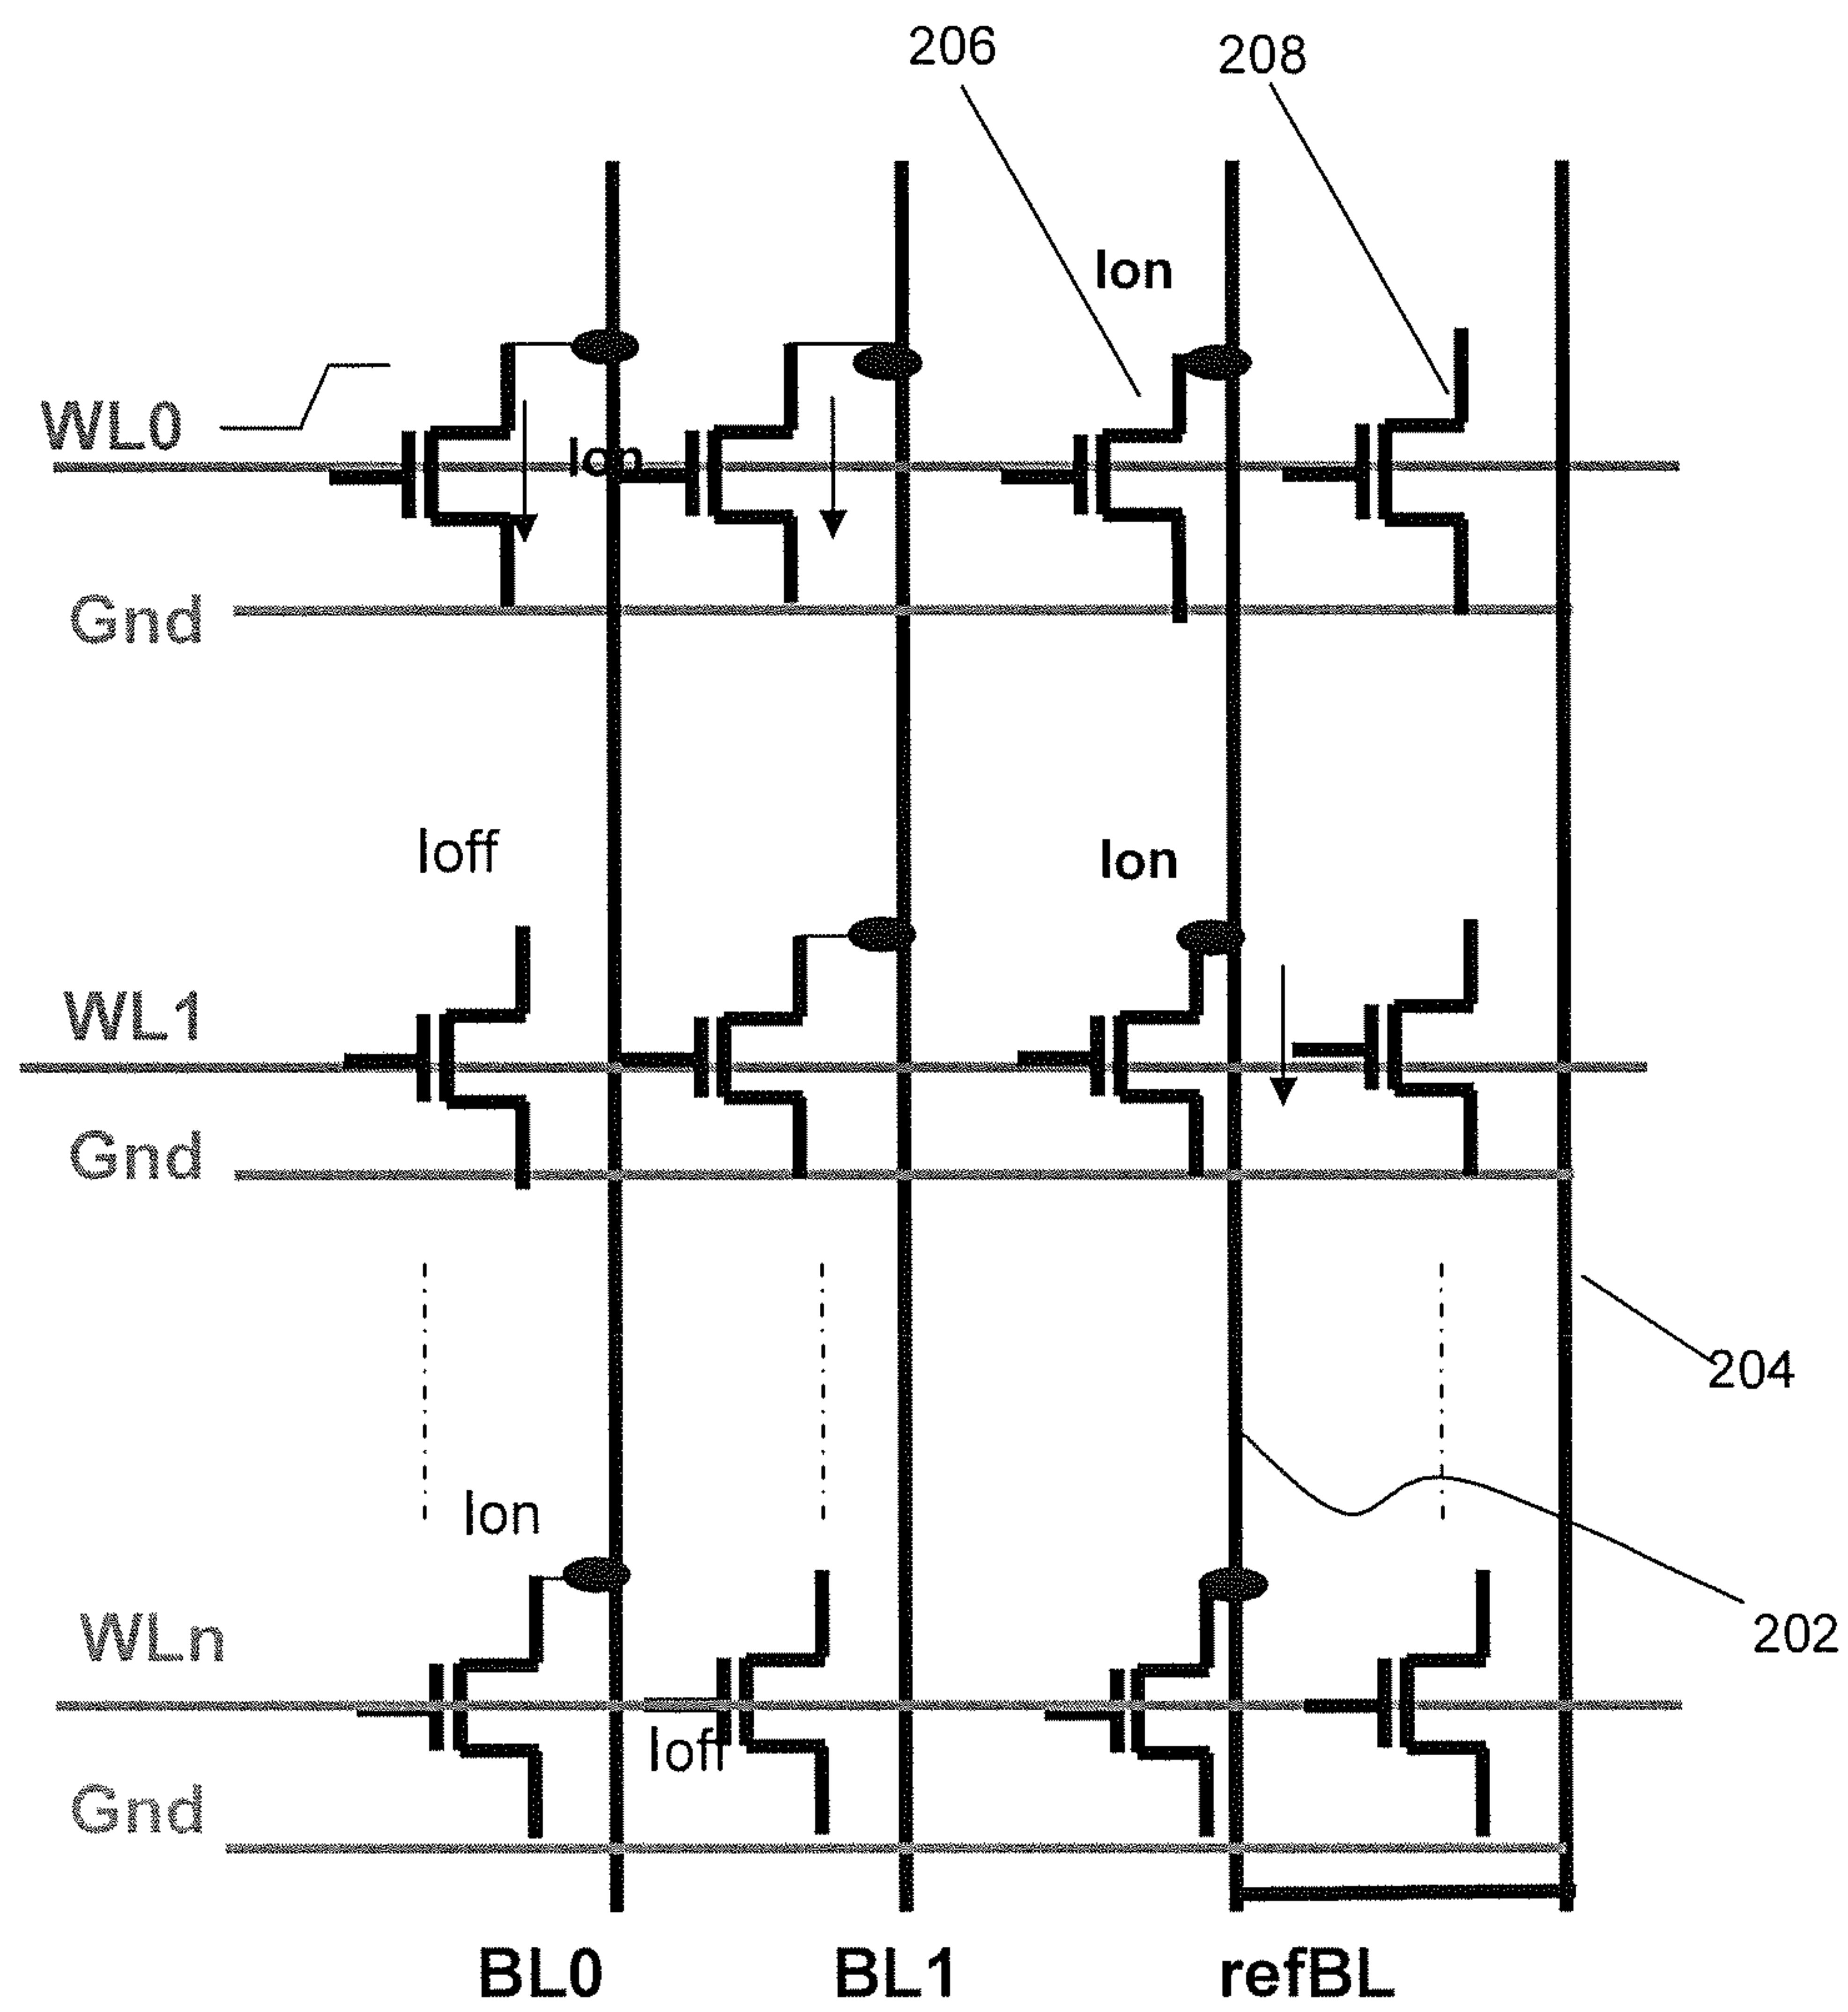 206
208
Ion
WL0
Ion
Gnd
Ioff
Ion
WL1
Gnd
204
Ion
WLn
202
Ioff
Gnd
BL0
BL1
refBL